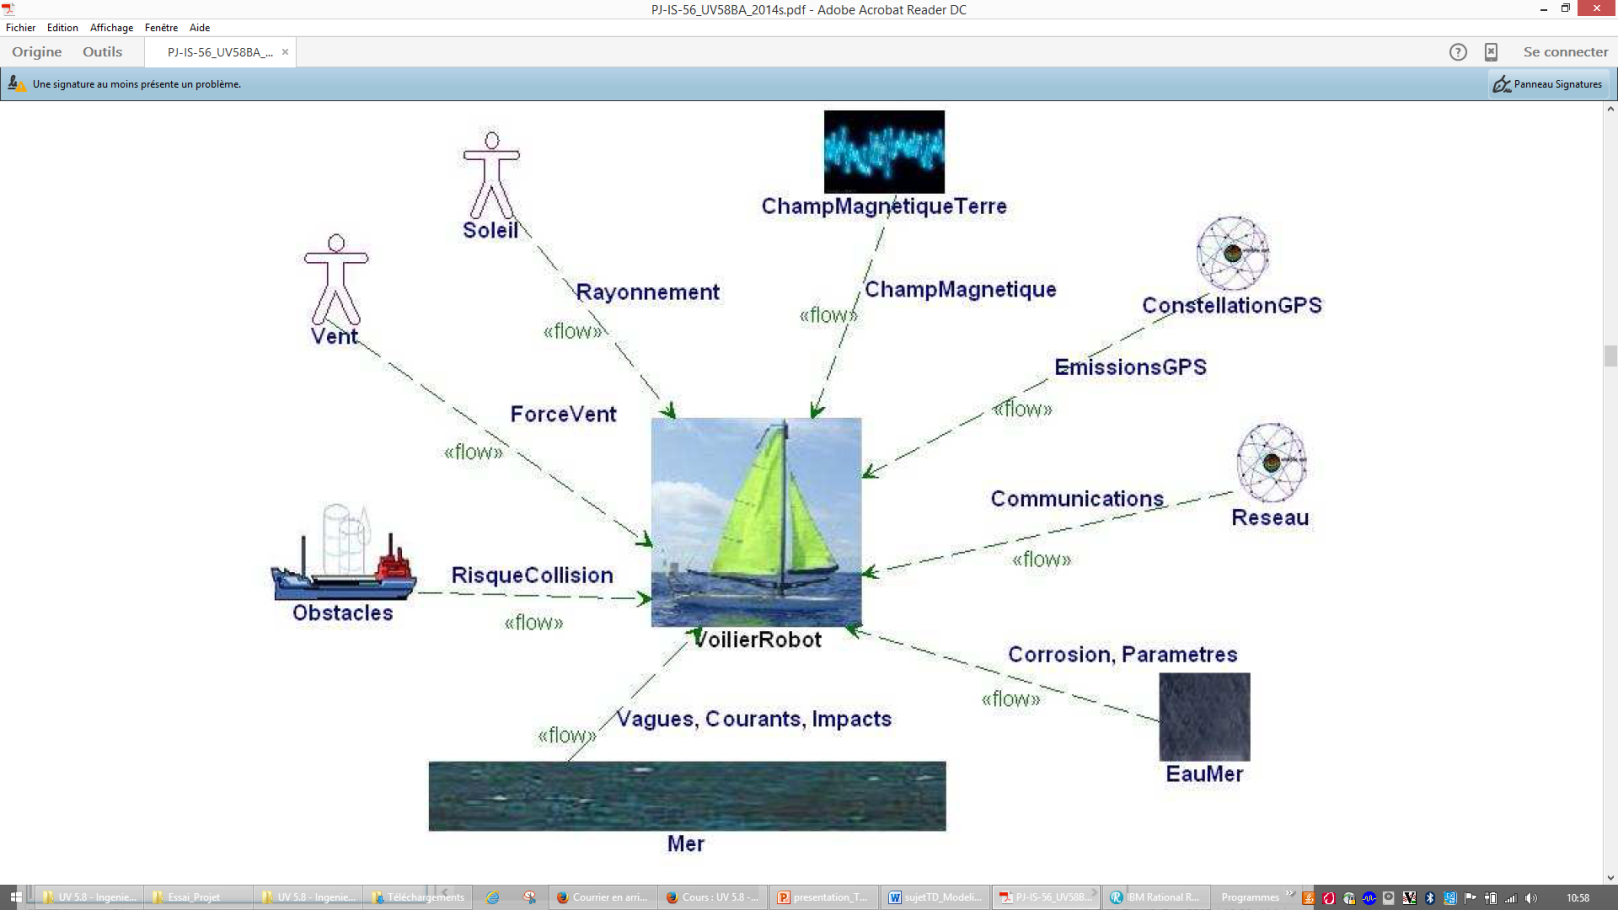 PJ-IS-56_UV58BA_2014s.pdf - Adobe Acrobat Reader DC
Fichier Edition Affichage Fenêtre Aide
Origine Outils PJ-IS-56_UV58BA_... × Se connecter
Une signature au moins présente un problème. Panneau Signatures
ChampMagnetiqueTerre
Soleil
Rayonnement
ChampMagnetique
«flow»
«flow»
ConstellationGPS
Vent
EmissionsGPS
«flow»
ForceVent
«flow»
Communications
Reseau
«flow»
RisqueCollision
Obstacles
«flow»
VoilierRobot
Corrosion, Parametres
«flow»
Vagues, Courants, Impacts
«flow»
EauMer
Mer
UV 5.8 - Ingenie... Essai_Projet UV 5.8 - Ingenie... Téléchargements Courrier en arri... Cours : UV 5.8 -... presentation_T... sujetTD_Modeli... PJ-IS-56_UV58B... IBM Rational R... Programmes 10:58